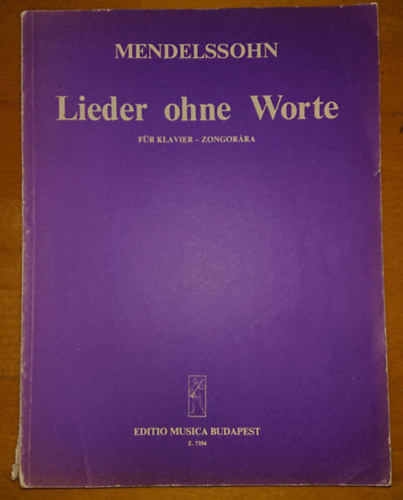 MENDELSSOHN
Lieder ohne Worte
FÜR KLAVIER – ZONGORÁRA
EDITIO MUSICA BUDAPEST
Z. 7394